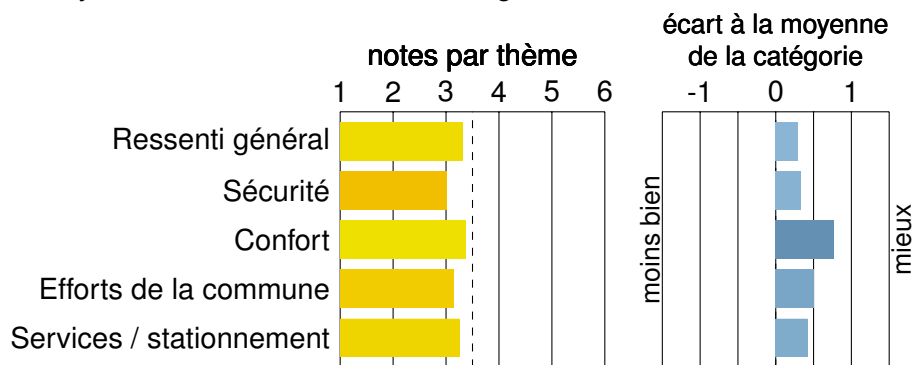 écart à la moyenne
de la catégorie
notes par thème
1 2 3 4 5 6
-1 0 1
Ressenti général
Sécurité
Confort
Efforts de la commune
Services / stationnement
moins bien
mieux